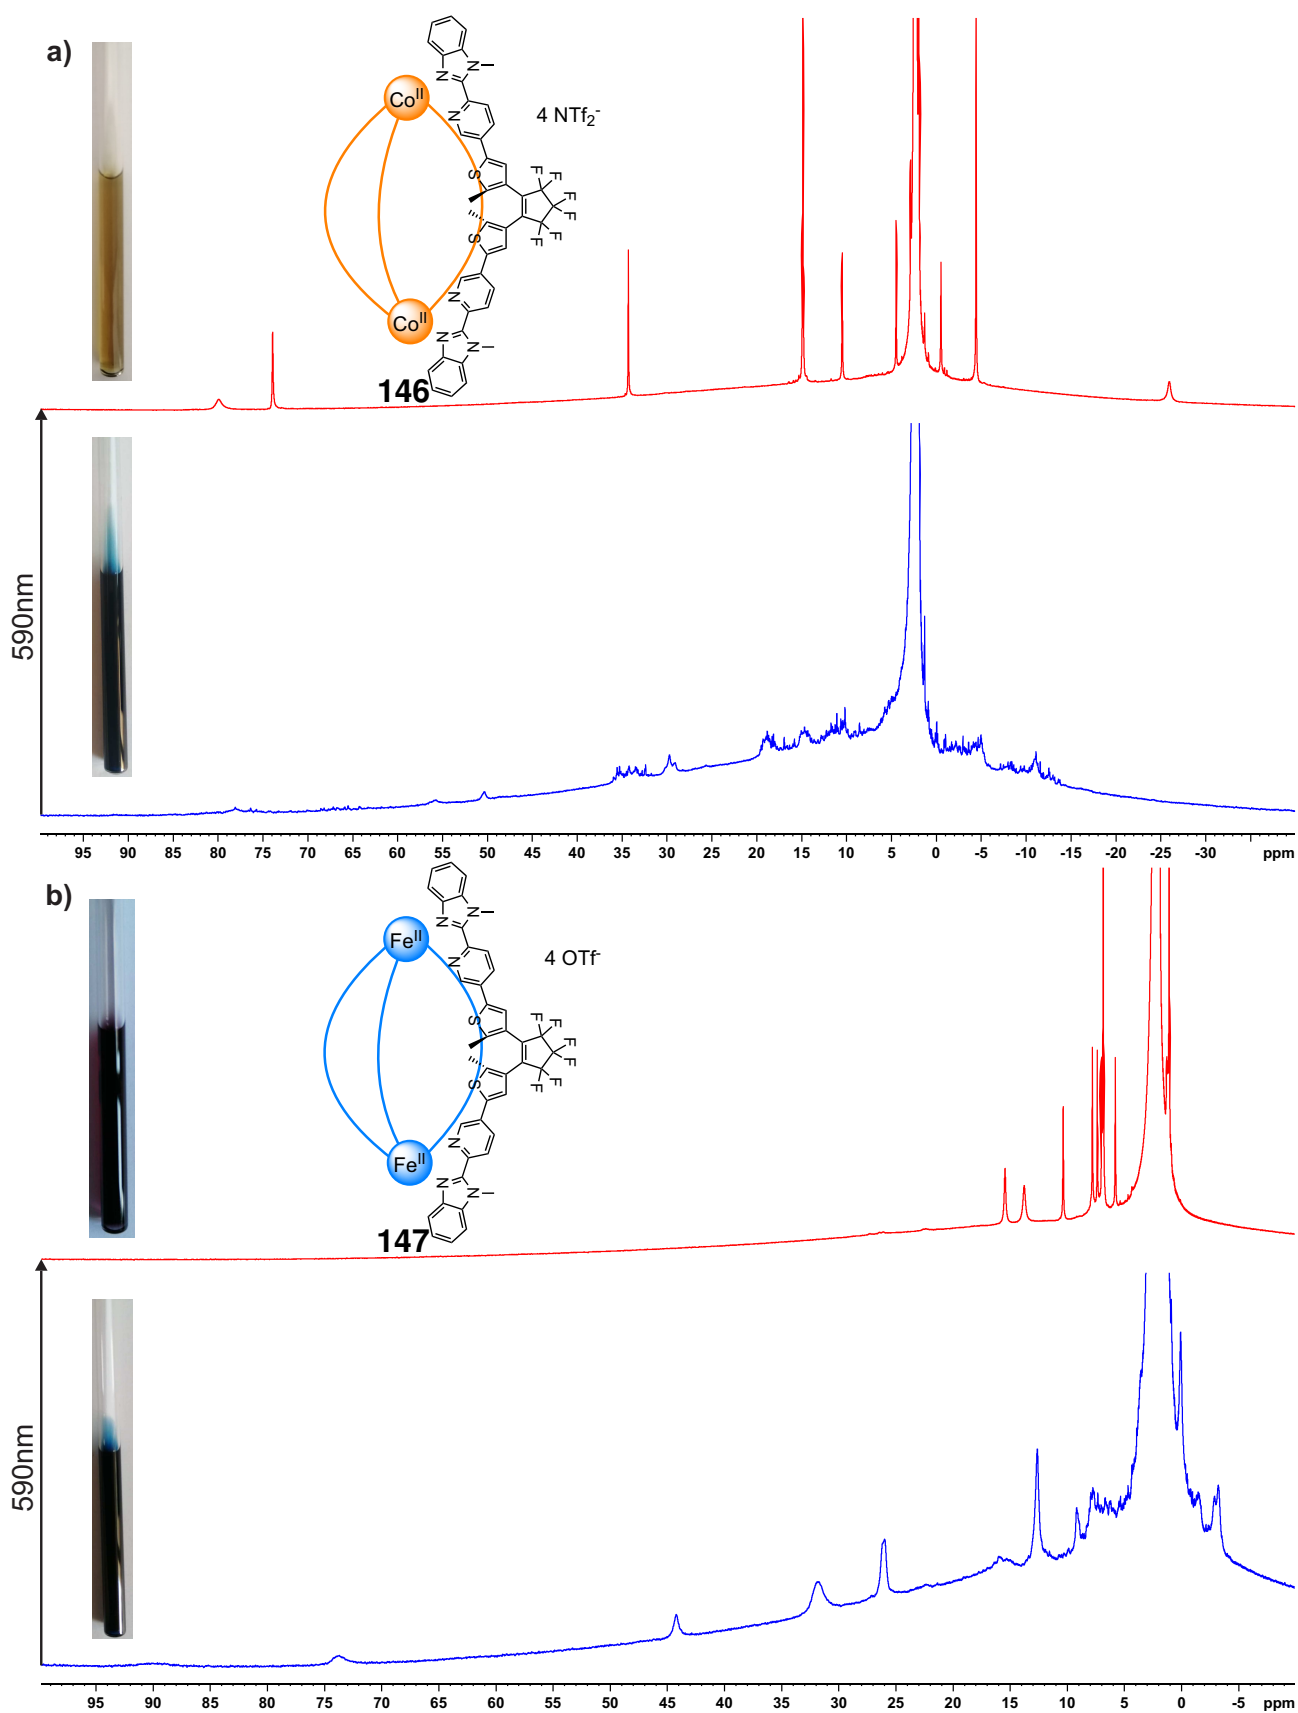 a)
N
N
N
Co^II
4 NTf₂⁻
S
F
F
F
F
F
F
S
Co^II
N
N
N
146
590nm
95 90 85 80 75 70 65 60 55 50 45 40 35 30 25 20 15 10 5 0 -5 -10 -15 -20 -25 -30 ppm
b)
N
N
N
Fe^II
4 OTf⁻
S
F
F
F
F
F
F
S
Fe^II
N
N
N
147
590nm
95 90 85 80 75 70 65 60 55 50 45 40 35 30 25 20 15 10 5 0 -5 ppm